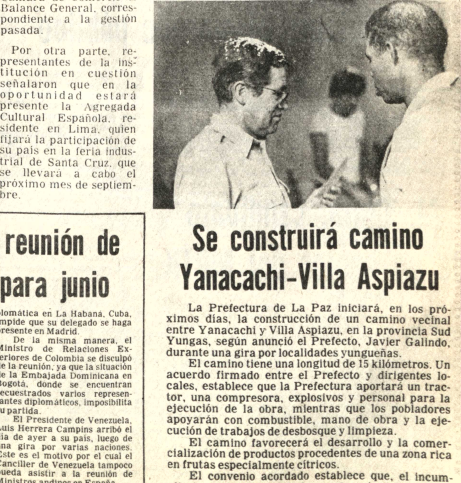 Balance General, corres-
pondiente a la gestión
pasada.
Por otra parte, re-
presentantes de la ins-
titución en cuestión
señalaron que en la
oportunidad estará
presente la Agregada
Cultural Española, re-
sidente en Lima, quien
fijará la participación de
su país en la feria indus-
trial de Santa Cruz, que
se llevará a cabo el
próximo mes de septiem-
bre.
reunión de
para junio
plomática en La Habana, Cuba,
impide que su delegado se haga
presente en Madrid.
De la misma manera, el
Ministro de Relaciones Ex-
teriores de Colombia se disculpó
de la reunión, ya que la situación
de la Embajada Dominicana en
Bogotá, donde se encuentran
secuestrados varios represen-
tantes diplomáticos, imposibilita
su partida.
El Presidente de Venezuela,
Luis Herrera Campins arribó el
día de ayer a su país, luego de
una gira por varias naciones.
Este es el motivo por el cual el
Canciller de Venezuela tampoco
pueda asistir a la reunión de
Ministros andinos en España.
Se construirá camino
Yanacachi-Villa Aspiazu
La Prefectura de La Paz iniciará, en los pró-
ximos días, la construcción de un camino vecinal
entre Yanacachi y Villa Aspiazu, en la provincia Sud
Yungas, según anunció el Prefecto, Javier Galindo,
durante una gira por localidades yungueñas.
El camino tiene una longitud de 15 kilómetros. Un
acuerdo firmado entre el Prefecto y dirigentes lo-
cales, establece que la Prefectura aportará un trac-
tor, una compresora, explosivos y personal para la
ejecución de la obra, mientras que los pobladores
apoyarán con combustible, mano de obra y la eje-
cución de trabajos de desbosque y limpieza.
El camino favorecerá el desarrollo y la comer-
cialización de productos procedentes de una zona rica
en frutas especialmente cítricos.
El convenio acordado establece que, el incum-